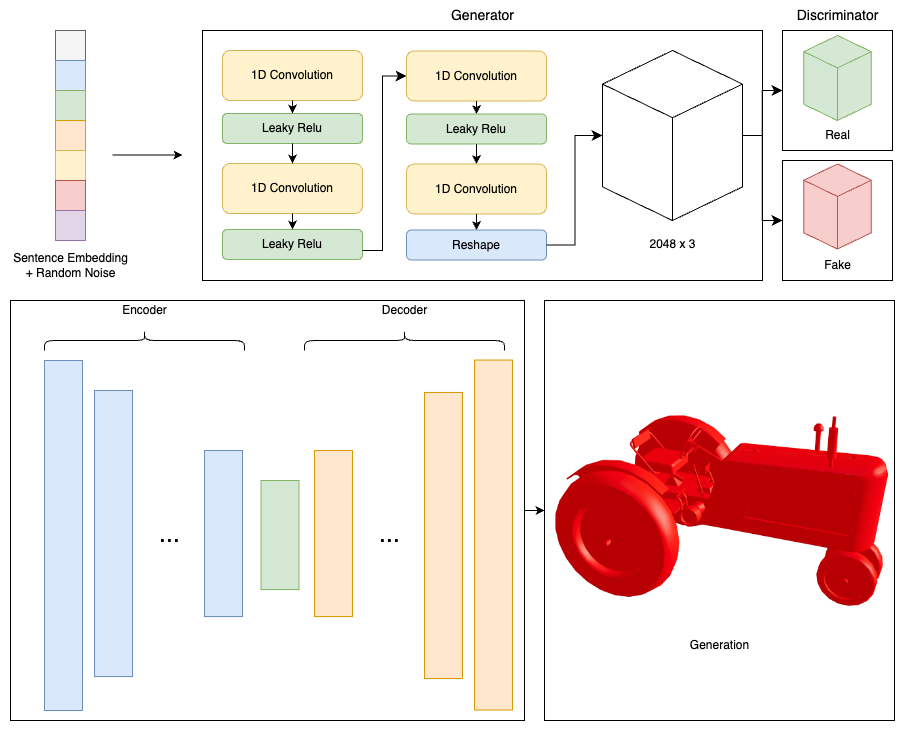 Generator
Discriminator
1D Convolution
Leaky Relu
1D Convolution
Leaky Relu
1D Convolution
Leaky Relu
1D Convolution
Reshape
2048 x 3
Real
Fake
Sentence Embedding
+ Random Noise
Encoder
Decoder
...
...
Generation